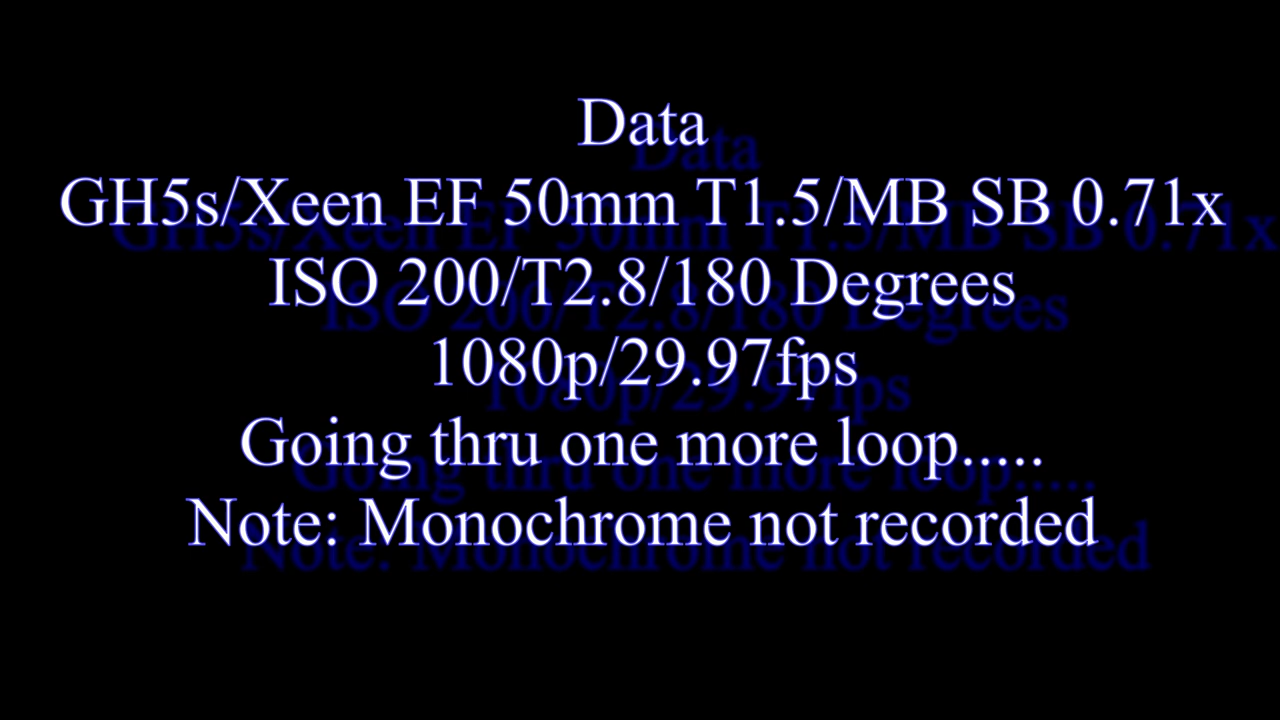 Data
GH5s/Xeen EF 50mm T1.5/MB SB 0.71x
ISO 200/T2.8/180 Degrees
1080p/29.97fps
Going thru one more loop.....
Note: Monochrome not recorded